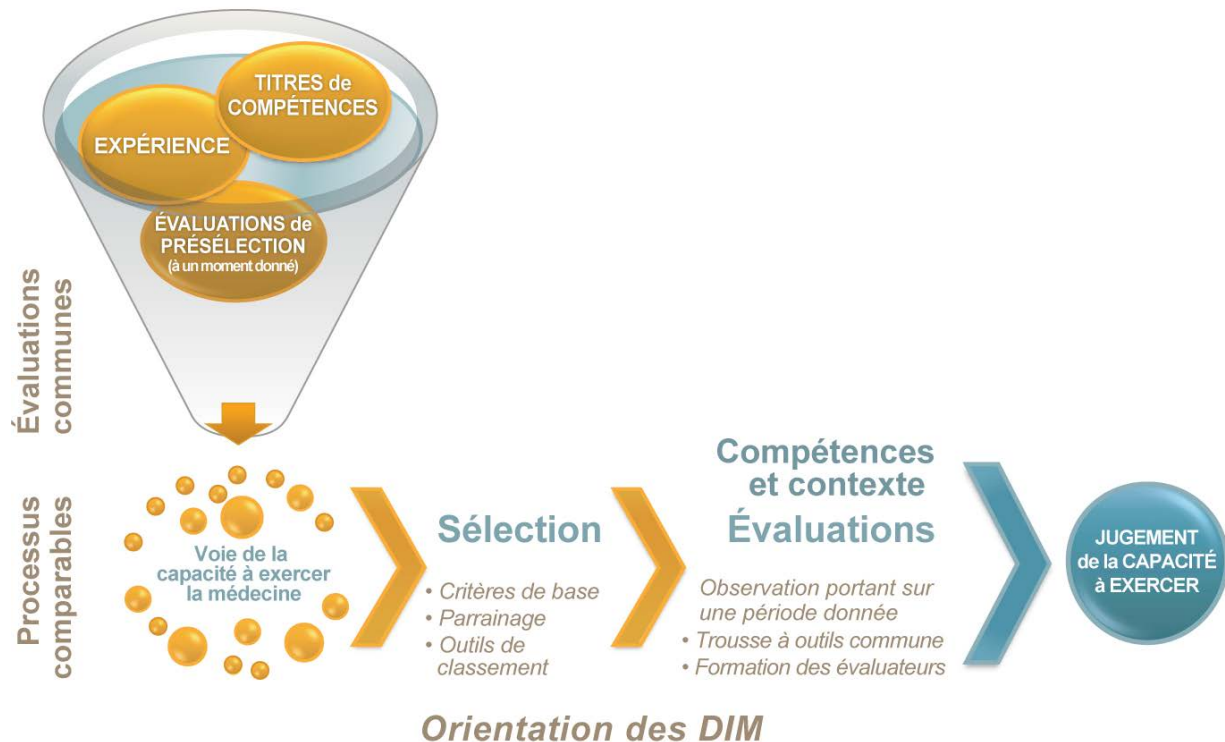 TITRES de
COMPÉTENCES
EXPÉRIENCE
ÉVALUATIONS de
PRÉSÉLECTION
(à un moment donné)
Évaluations
communes
Processus
comparables
Voie de la
capacité à exercer
la médecine
Sélection
• Critères de base
• Parrainage
• Outils de
classement
Compétences
et contexte
Évaluations
Observation portant sur
une période donnée
• Trousse à outils commune
• Formation des évaluateurs
JUGEMENT
de la CAPACITÉ
à EXERCER
Orientation des DIM